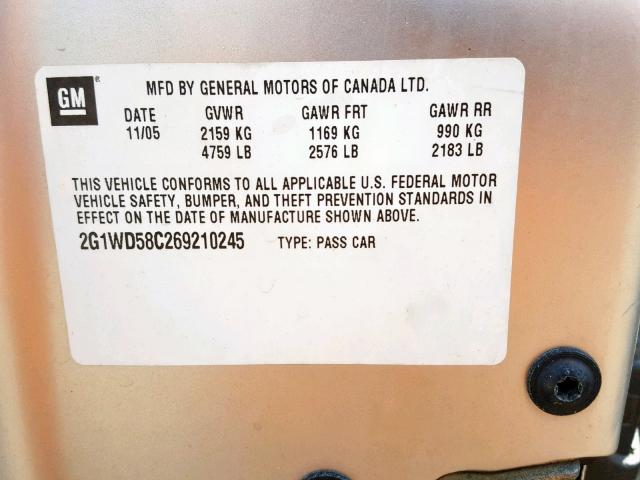 GM ® MFD BY GENERAL MOTORS OF CANADA LTD.
DATE GVWR GAWR FRT GAWR RR
11/05 2159 KG 1169 KG 990 KG
4759 LB 2576 LB 2183 LB
THIS VEHICLE CONFORMS TO ALL APPLICABLE U.S. FEDERAL MOTOR
VEHICLE SAFETY, BUMPER, AND THEFT PREVENTION STANDARDS IN
EFFECT ON THE DATE OF MANUFACTURE SHOWN ABOVE.
2G1WD58C269210245 TYPE: PASS CAR